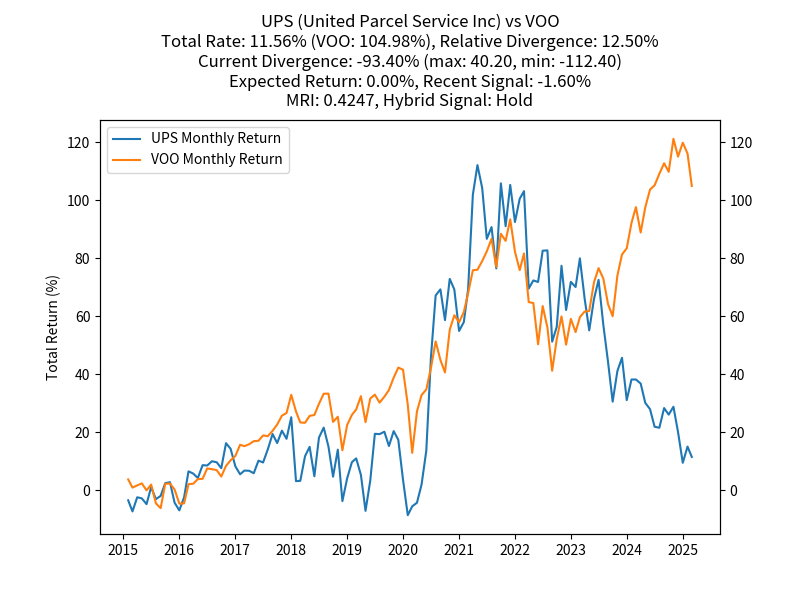 UPS (United Parcel Service Inc) vs VOO
Total Rate: 11.56% (VOO: 104.98%), Relative Divergence: 12.50%
Current Divergence: -93.40% (max: 40.20, min: -112.40)
Expected Return: 0.00%, Recent Signal: -1.60%
MRI: 0.4247, Hybrid Signal: Hold
UPS Monthly Return
VOO Monthly Return
Total Return (%)
120 120
100 100
80 80
60 60
40 40
20 20
0 0
2015 2016 2017 2018 2019 2020 2021 2022 2023 2024 2025